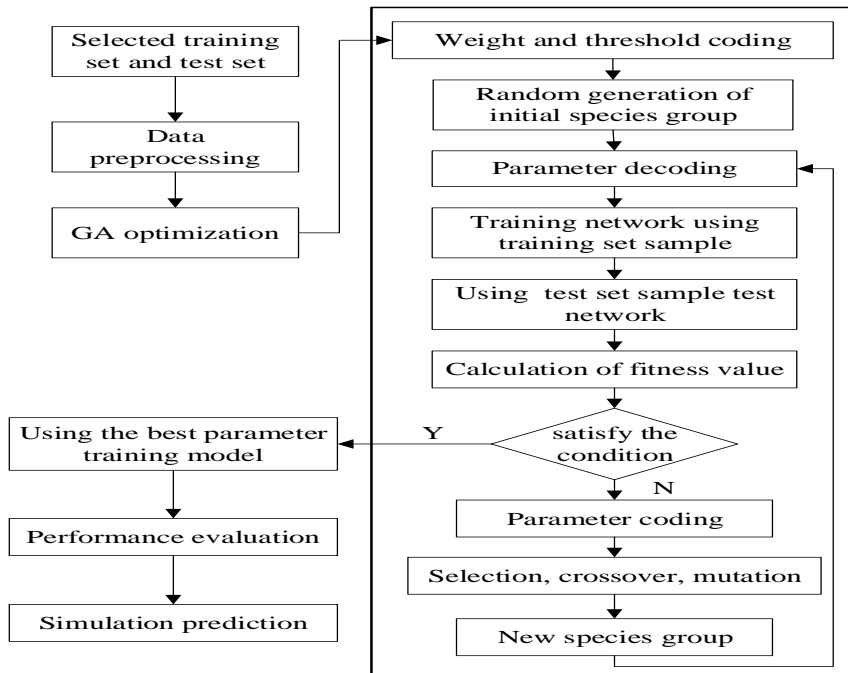 Selected training
set and test set
Data
preprocessing
GA optimization
Weight and threshold coding
Random generation of
initial species group
Parameter decoding
Training network using
training set sample
Using test set sample test
network
Calculation of fitness value
satisfy the
condition
Y
N
Using the best parameter
training model
Performance evaluation
Simulation prediction
Parameter coding
Selection, crossover, mutation
New species group